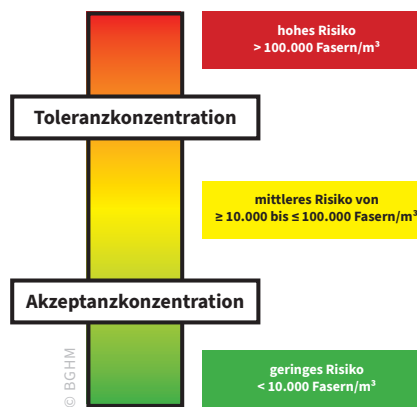 hohes Risiko
> 100.000 Fasern/m³
Toleranzkonzentration
mittleres Risiko von
≥ 10.000 bis ≤ 100.000 Fasern/m³
Akzeptanzkonzentration
geringes Risiko
< 10.000 Fasern/m³
© BGHM